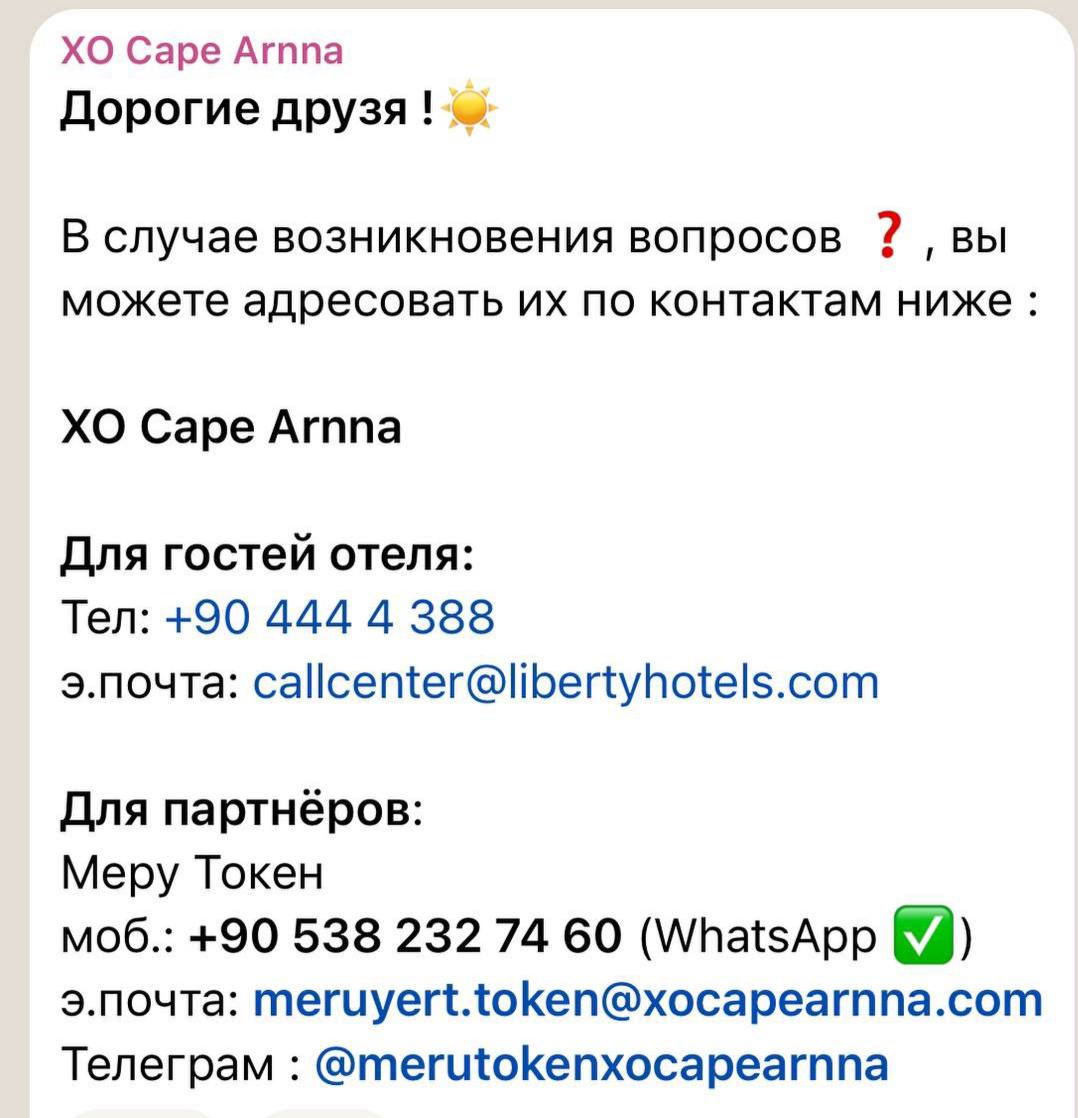 XO Cape Arnna
Дорогие друзя !☀️
В случае возникновения вопросов ❓ , вы
можете адресовать их по контактам ниже :
XO Cape Arnna
Для гостей отеля:
Тел: +90 444 4 388
э.почта: callcenter@libertyhotels.com
Для партнёров:
Меру Токен
моб.: +90 538 232 74 60 (WhatsApp ✅)
э.почта: meruyert.token@xocapearnna.com
Телеграм : @merutokenxocapearnna